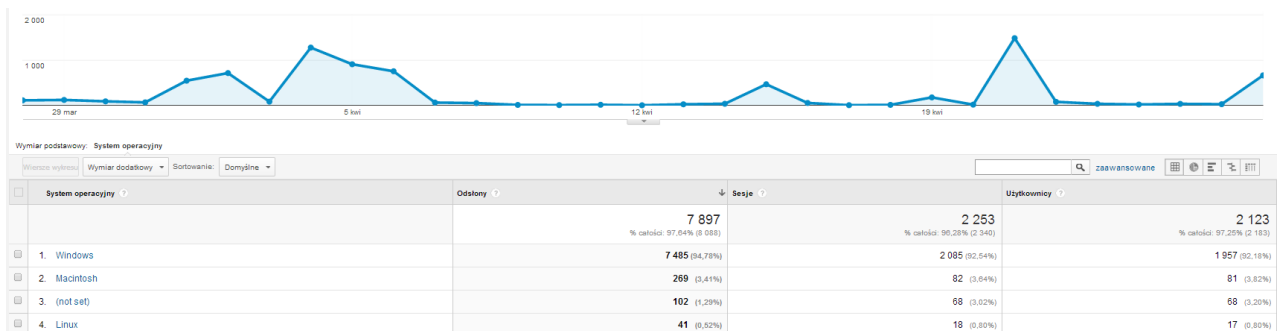 2 000
1 000
29 mar 5 kwi 12 kwi 19 kwi
Wymiar podstawowy: System operacyjny
Wiersze wykresu Wymiar dodatkowy Sortowanie: Domyślne zaawansowane
System operacyjny Odsłony Sesje Użytkownicy
7 897 2 253 2 123
% całości: 97,64% (8 088) % całości: 96,28% (2 340) % całości: 97,25% (2 183)
1. Windows 7 485 (94,78%) 2 085 (92,54%) 1 957 (92,18%)
2. Macintosh 269 (3,41%) 82 (3,64%) 81 (3,82%)
3. (not set) 102 (1,29%) 68 (3,02%) 68 (3,20%)
4. Linux 41 (0,52%) 18 (0,80%) 17 (0,80%)